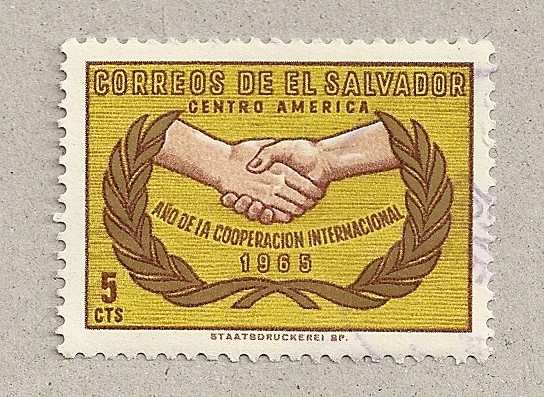 CORREOS DE EL SALVADOR
CENTRO AMERICA
AÑO DE LA COOPERACION INTERNACIONAL
1965
5
CTS
STAATSDRUCKEREI BP.